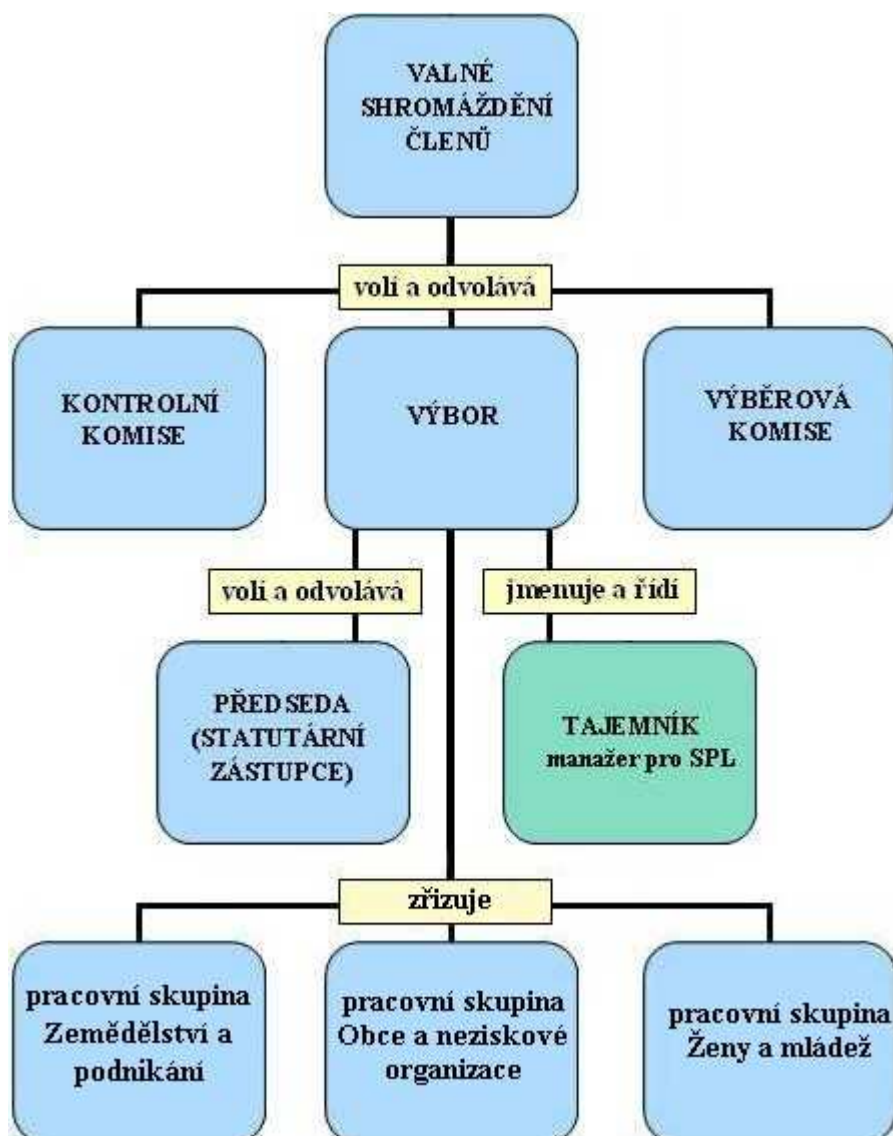 VALNÉ
SHROMÁŽDĚNÍ
ČLENŮ
volí a odvolává
KONTROLNÍ
KOMISE
VÝBOR
VÝBĚROVÁ
KOMISE
volí a odvolává
jmenuje a řídí
PŘEDSEDA
(STATUTÁRNÍ
ZÁSTUPCE)
TAJEMNÍK
manažer pro SPL
zřizuje
pracovní skupina
Zemědělství a
podnikání
pracovní skupina
Obce a neziskové
organizace
pracovní skupina
Ženy a mládež